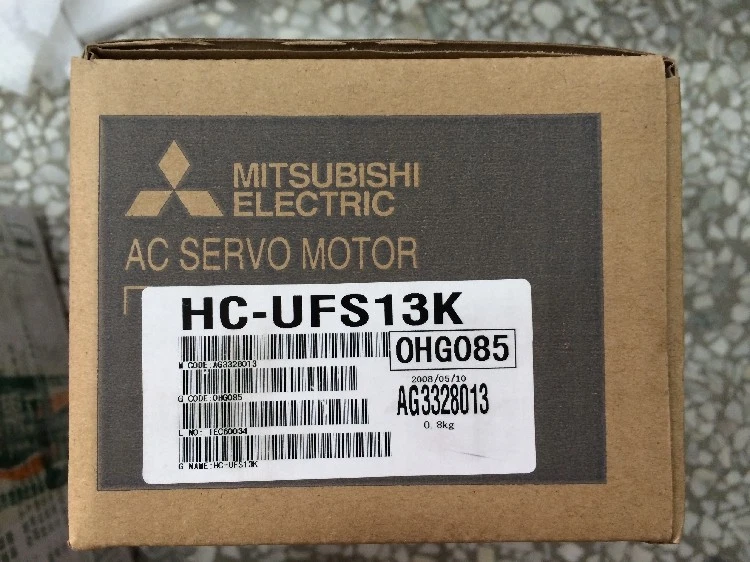 MITSUBISHI
ELECTRIC
AC SERVO MOTOR
HC-UFS13K
OHG085
M CODE:AG3328013
2008/05/10
AG3328013
G CODE:OHG085
0.8kg
L NO: IEC60034
G NAME:HC-UFS13K